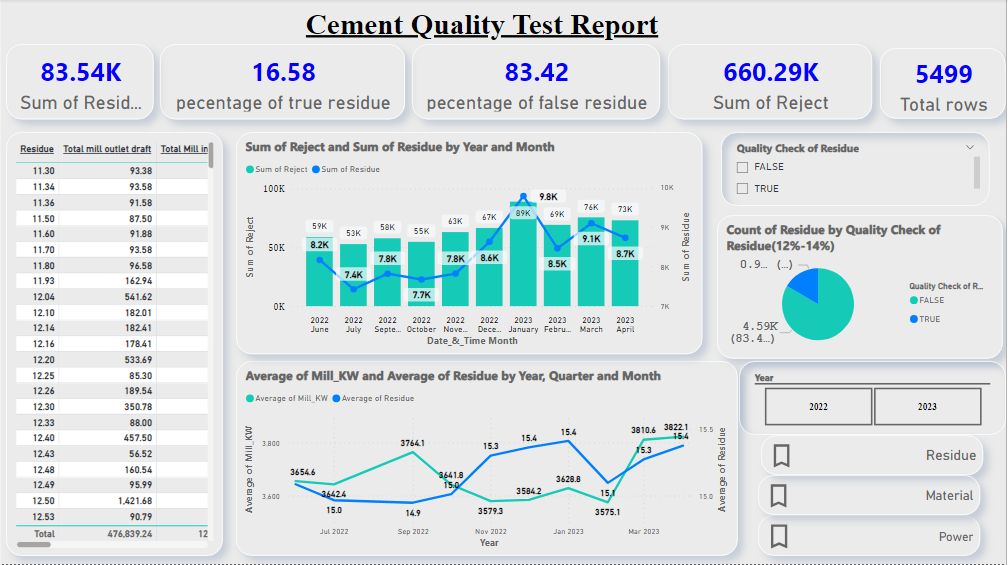 Cement Quality Test Report
83.54K
Sum of Resid...
16.58
pecentage of true residue
83.42
pecentage of false residue
660.29K
Sum of Reject
5499
Total rows
Residue Total mill outlet draft Total Mill in
11.30 93.38
11.34 93.58
11.36 91.58
11.50 87.50
11.60 91.88
11.70 93.58
11.80 96.58
11.93 162.94
12.04 541.62
12.10 182.01
12.14 182.41
12.16 178.41
12.20 533.69
12.25 85.30
12.26 189.54
12.30 350.78
12.33 88.00
12.40 457.50
12.43 56.52
12.48 160.54
12.49 95.99
12.50 1,421.68
12.53 90.79
Total 476,839.24 12
Sum of Reject and Sum of Residue by Year and Month
Sum of Reject Sum of Residue
Sum of Reject
100K
50K
0K
59K 53K 58K 55K 63K 67K 89K 69K 76K 73K
8.2K 7.4K 7.8K 7.7K 7.8K 8.6K 9.8K 8.5K 9.1K 8.7K
10K
9K
8K
7K
Sum of Residue
2022 2022 2022 2022 2022 2022 2023 2023 2023 2023
June July Septe... October Nove... Dece... January Febru... March April
Date_&_Time Month
Quality Check of Residue
FALSE
TRUE
Count of Residue by Quality Check of
Residue(12%-14%)
0.9... (...)
4.59K
(83.4...)
Quality Check of R...
FALSE
TRUE
Average of Mill_KW and Average of Residue by Year, Quarter and Month
Average of Mill_KW Average of Residue
Average of Mill_KW
3,800
3,600
3654.6 3642.4 3764.1 3641.8 3579.3 3584.2 3628.8 3575.1 3810.6 3822.1
15.0 14.9 15.0 15.3 15.4 15.4 15.1 15.3 15.4
15.5
15.0
Average of Residue
Jul 2022 Sep 2022 Nov 2022 Jan 2023 Mar 2023
Year
Year
2022 2023
Residue
Material
Power